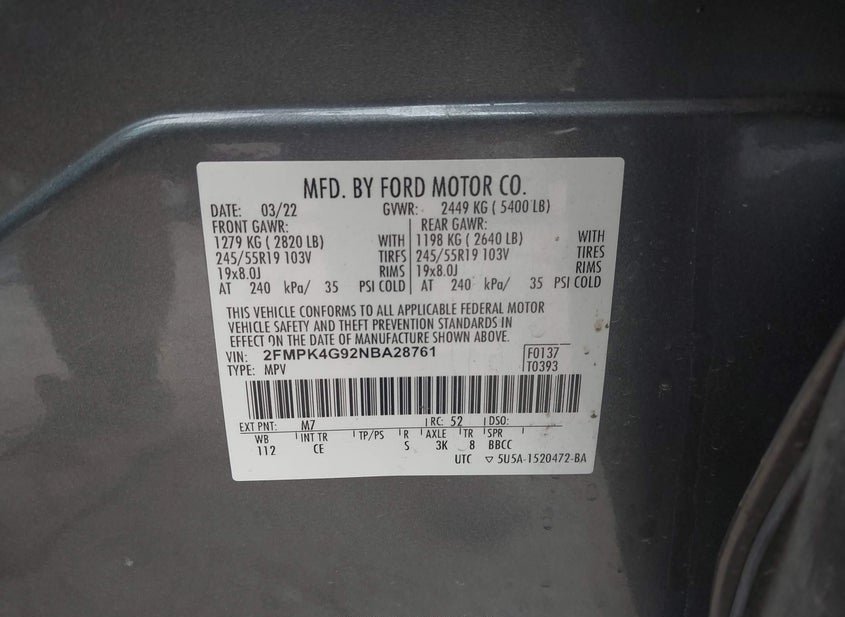 MFD. BY FORD MOTOR CO.
DATE: 03/22 GVWR: 2449 KG ( 5400 LB)
FRONT GAWR: REAR GAWR:
1279 KG ( 2820 LB) WITH 1198 KG ( 2640 LB) WITH
245/55R19 103V TIRES 245/55R19 103V TIRES
19x8.0J RIMS 19x8.0J RIMS
AT 240 kPa/ 35 PSI COLD AT 240 kPa/ 35 PSI COLD
THIS VEHICLE CONFORMS TO ALL APPLICABLE FEDERAL MOTOR
VEHICLE SAFETY AND THEFT PREVENTION STANDARDS IN
EFFECT ON THE DATE OF MANUFACTURE SHOWN ABOVE.
VIN: 2FMPK4G92NBA28761 F0137
TYPE: MPV T0393
EXT PNT: M7 RC: 52 DSO:
WB INT TR TP/PS R AXLE TR SPR
112 CE S 3K 8 BBCC
UTC ▽ 5U5A-1520472-BA